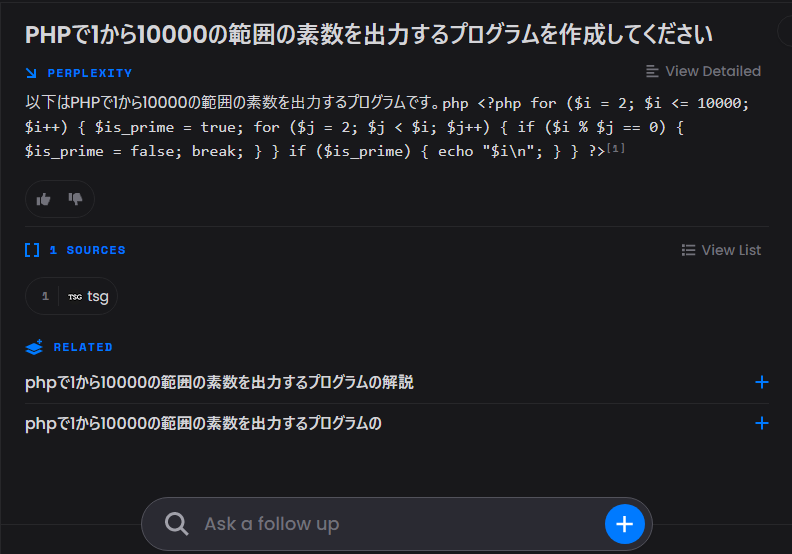 PHPで1から10000の範囲の素数を出力するプログラムを作成してください
PERPLEXITY
View Detailed
以下はPHPで1から10000の範囲の素数を出力するプログラムです。php <?php for ($i = 2; $i <= 10000;
$i++) { $is_prime = true; for ($j = 2; $j < $i; $j++) { if ($i % $j == 0) {
$is_prime = false; break; } } if ($is_prime) { echo "$i\n"; } } ?>[1]
1 SOURCES
View List
1 TSG tsg
RELATED
phpで1から10000の範囲の素数を出力するプログラムの解説
phpで1から10000の範囲の素数を出力するプログラムの
Ask a follow up